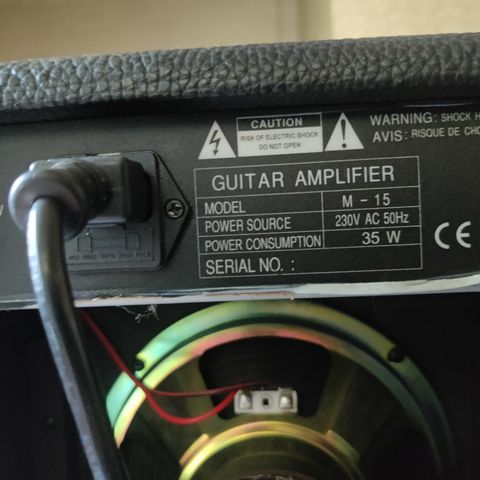 CAUTION
RISK OF ELECTRIC SHOCK
DO NOT OPEN
WARNING: SHOCK H
AVIS: RISQUE DE CHO
GUITAR AMPLIFIER
MODEL M - 15
POWER SOURCE 230V AC 50Hz
POWER CONSUMPTION 35 W
SERIAL NO. :
CE